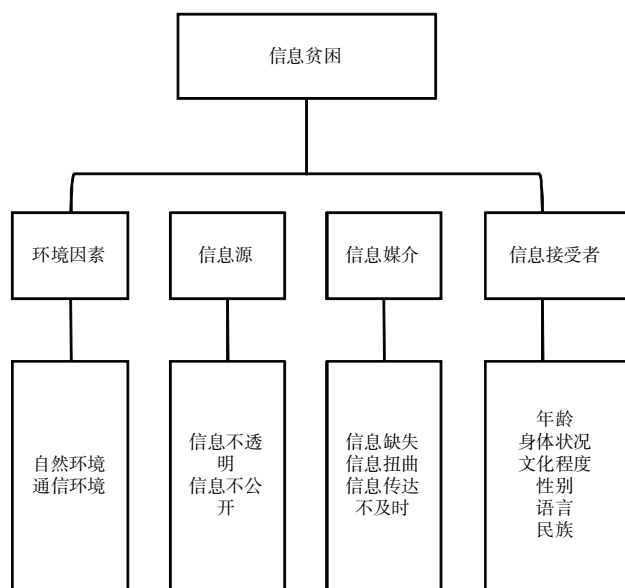 信息贫困
环境因素
信息源
信息媒介
信息接受者
自然环境
通信环境
信息不透
明
信息不公
开
信息缺失
信息扭曲
信息传达
不及时
年龄
身体状况
文化程度
性别
语言
民族